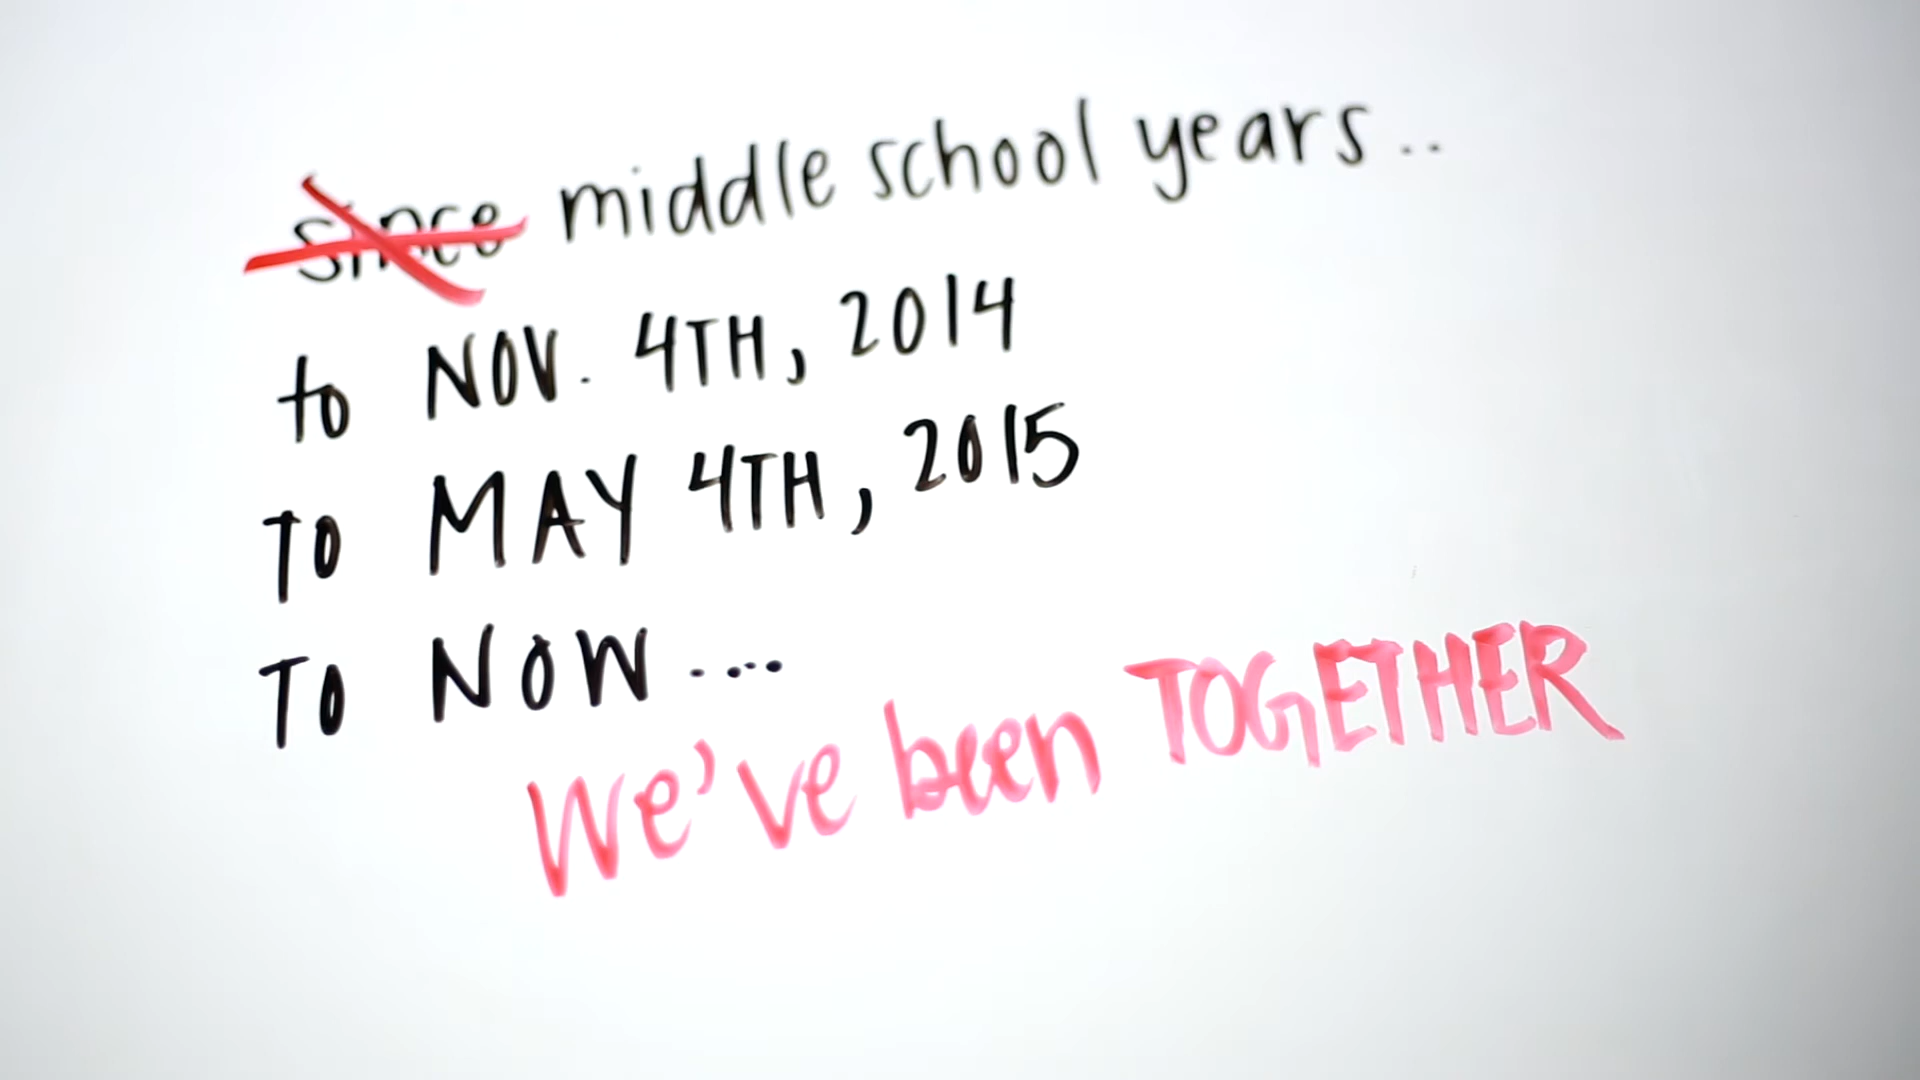 since middle school years..
to NOV. 4TH, 2014
TO MAY 4TH, 2015
TO NOW....
We've been TOGETHER